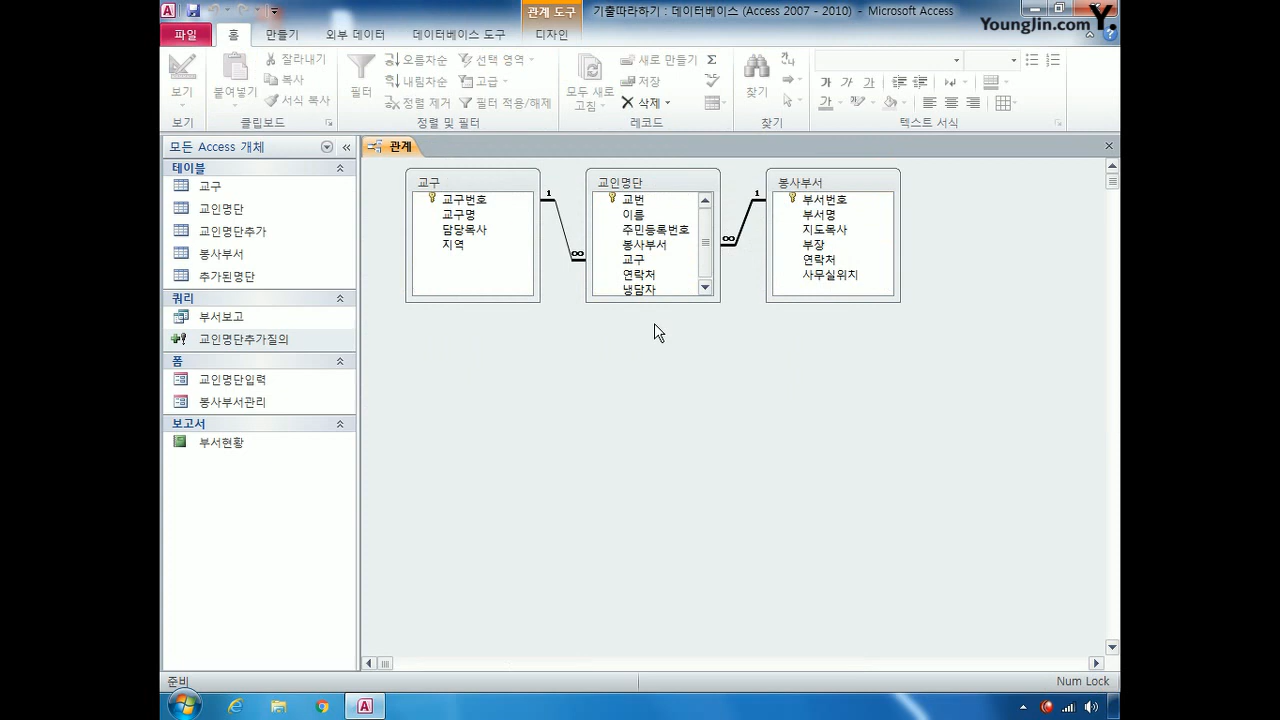 관계 도구
기출따라하기 : 데이터베이스 (Access 2007 - 2010) - Microsoft Access
Younglin.com Y.
파일
홈
만들기
외부 데이터
데이터베이스 도구
디자인
보기
붙여넣기
잘라내기
복사
서식 복사
필터
오름차순
내림차순
정렬 제거
선택 영역
고급
필터 적용/해제
모두 새로 고침
새로 만들기
저장
삭제
찾기
가 가 가
가
보기
클립보드
정렬 및 필터
레코드
찾기
텍스트 서식
모든 Access 개체
관계
테이블
교구
교인명단
교인명단추가
봉사부서
추가된명단
쿼리
부서보고
교인명단추가질의
폼
교인명단입력
봉사부서관리
보고서
부서현황
교구
교구번호
교구명
담당목사
지역
1
∞
교인명단
교번
이름
주민등록번호
봉사부서
교구
연락처
냉담자
∞
1
봉사부서
부서번호
부서명
지도목사
부장
연락처
사무실위치
준비
Num Lock